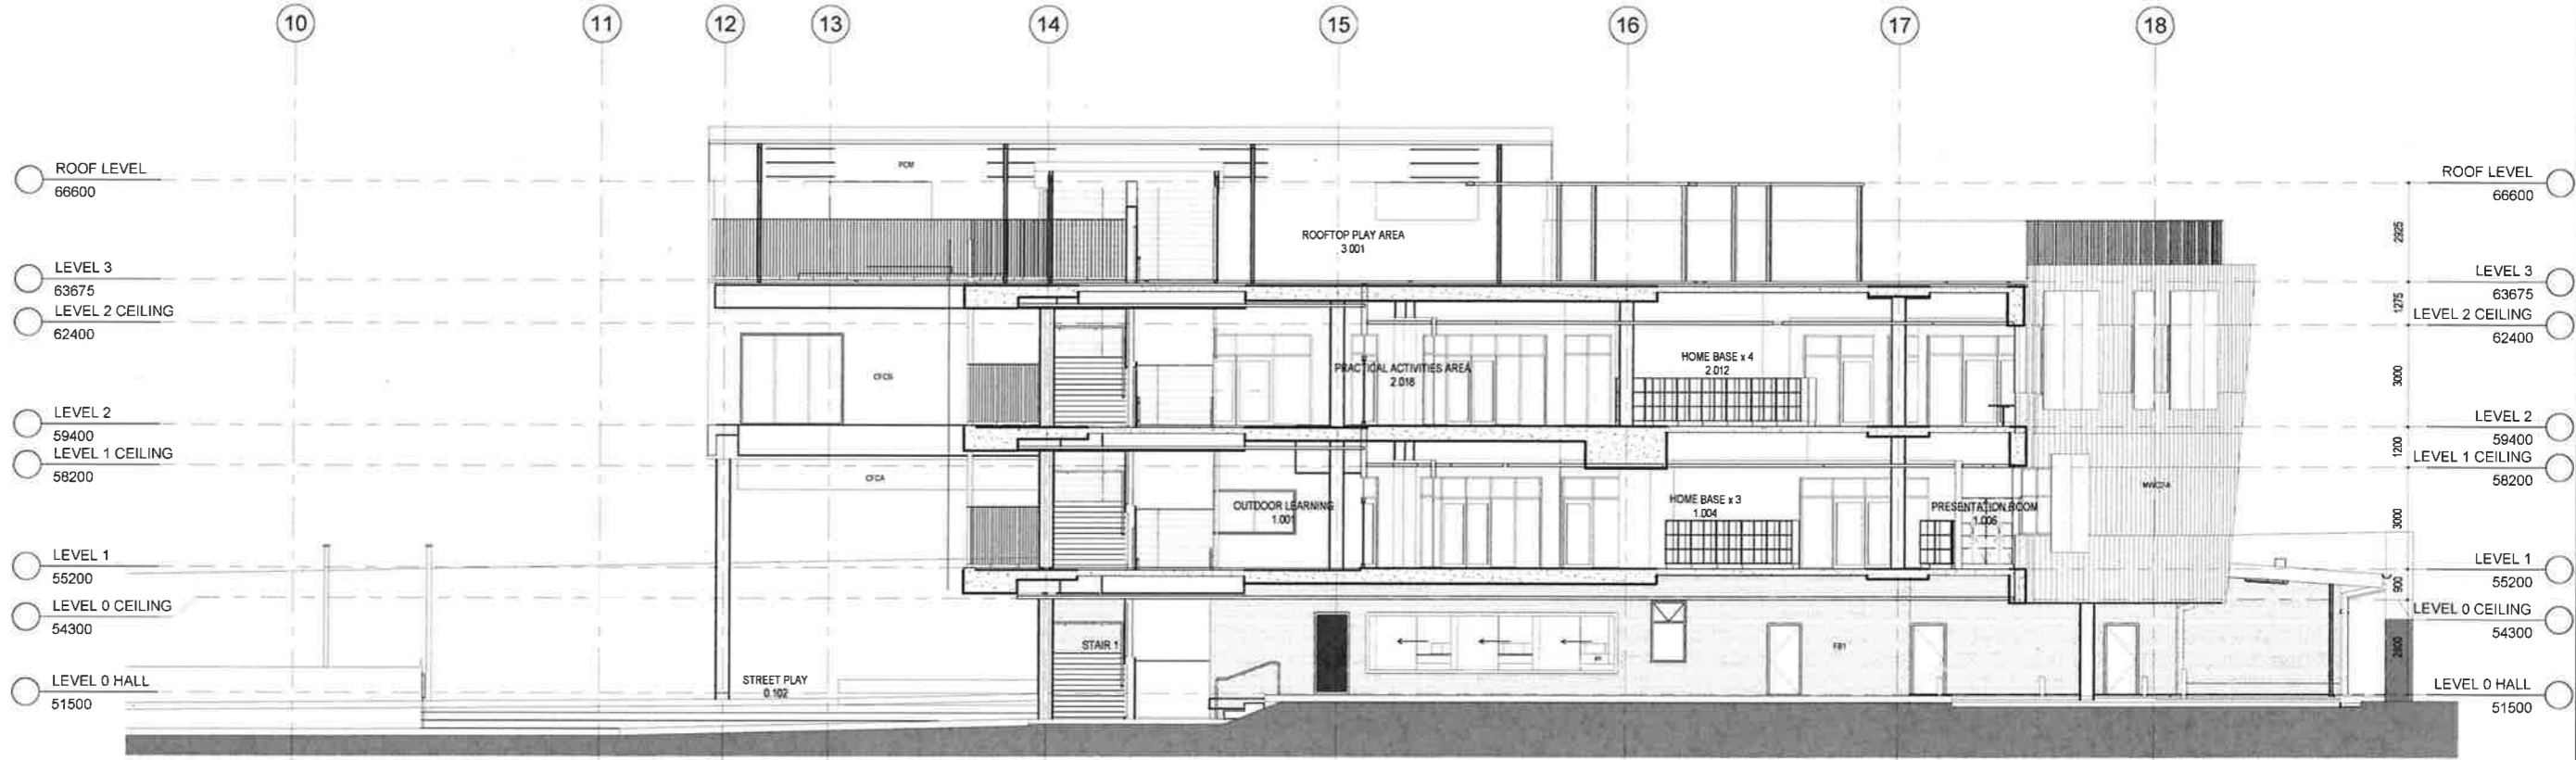 10
11
12
13
14
15
16
17
18
ROOF LEVEL
66600
LEVEL 3
63675
LEVEL 2 CEILING
62400
LEVEL 2
59400
LEVEL 1 CEILING
58200
LEVEL 1
55200
LEVEL 0 CEILING
54300
LEVEL 0 HALL
51500
PCM
ROOFTOP PLAY AREA
3.001
CFCB
PRACTICAL ACTIVITIES AREA
2.018
HOME BASE x 4
2.012
CFCA
OUTDOOR LEARNING
1.001
HOME BASE x 3
1.004
PRESENTATION ROOM
1.006
STAIR 1
STREET PLAY
0.102
FB1
2925
1275
3000
1200
3000
900
2800
ROOF LEVEL
66600
LEVEL 3
63675
LEVEL 2 CEILING
62400
LEVEL 2
59400
LEVEL 1 CEILING
58200
LEVEL 1
55200
LEVEL 0 CEILING
54300
LEVEL 0 HALL
51500